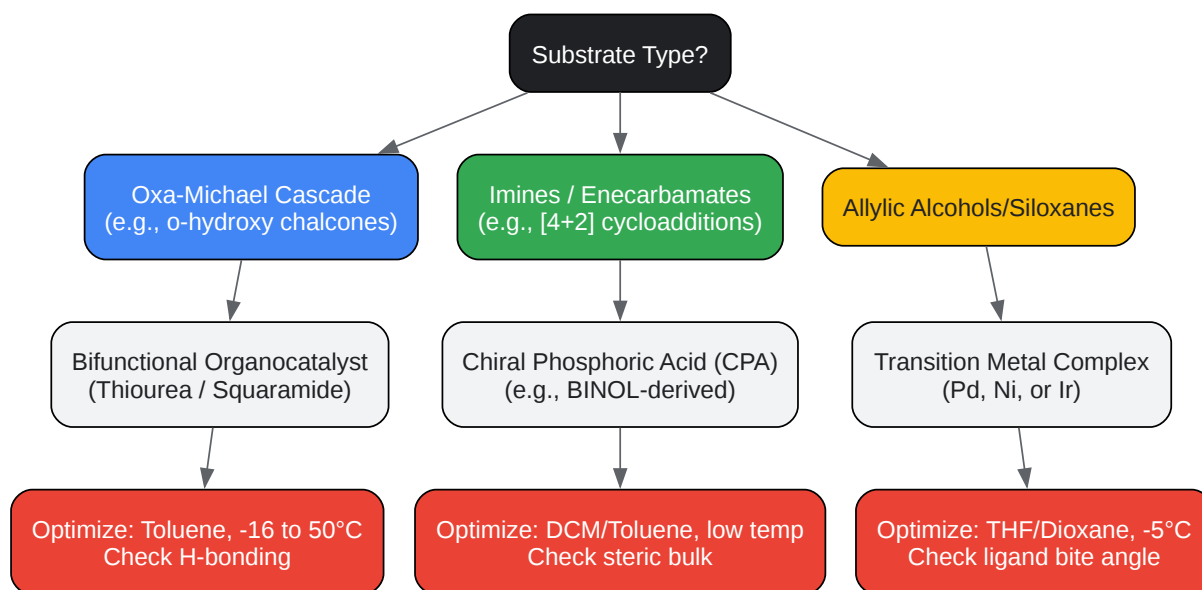 Substrate Type?
Oxa-Michael Cascade
(e.g., o-hydroxy chalcones)
Imines / Enecarbamates
(e.g., [4+2] cycloadditions)
Allylic Alcohols/Siloxanes
Bifunctional Organocatalyst
(Thiourea / Squaramide)
Chiral Phosphoric Acid (CPA)
(e.g., BINOL-derived)
Transition Metal Complex
(Pd, Ni, or Ir)
Optimize: Toluene, -16 to 50°C
Check H-bonding
Optimize: DCM/Toluene, low temp
Check steric bulk
Optimize: THF/Dioxane, -5°C
Check ligand bite angle